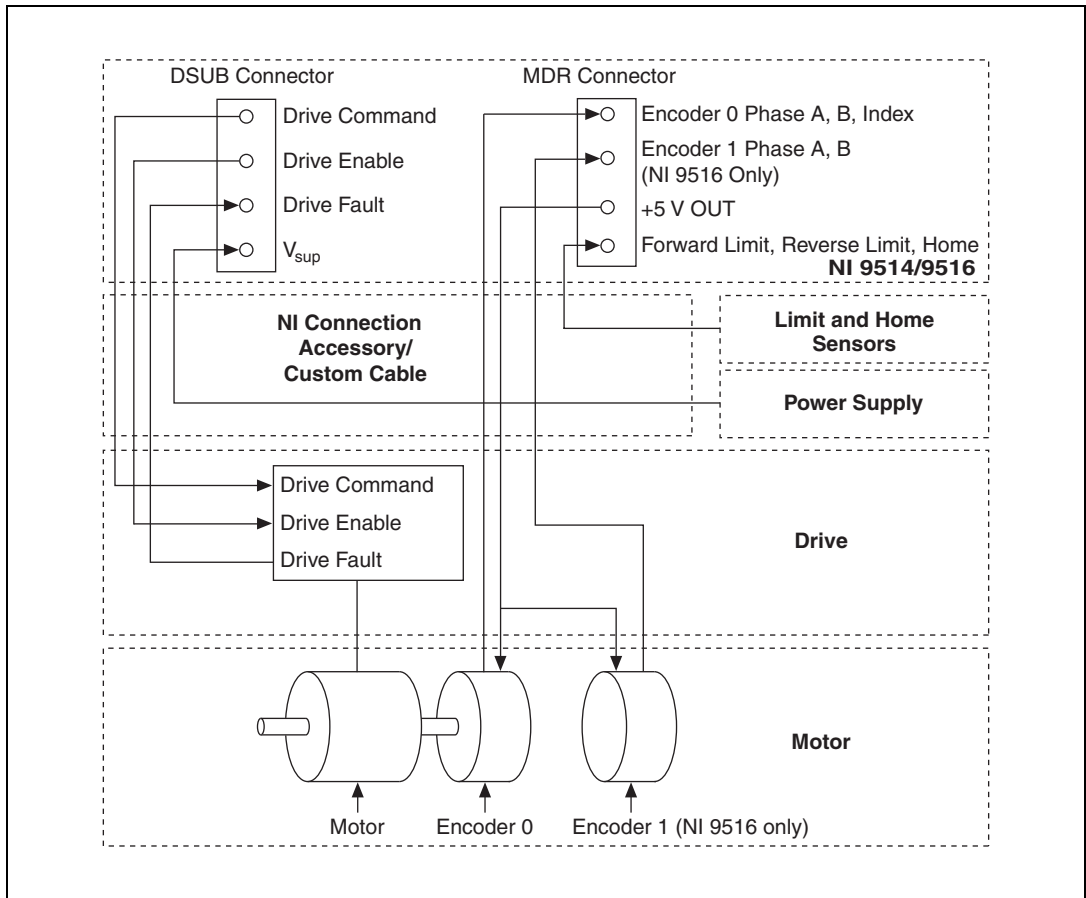 DSUB Connector
Drive Command
Drive Enable
Drive Fault
Vsup
MDR Connector
Encoder 0 Phase A, B, Index
Encoder 1 Phase A, B
(NI 9516 Only)
+5 V OUT
Forward Limit, Reverse Limit, Home
NI 9514/9516
NI Connection
Accessory/
Custom Cable
Limit and Home
Sensors
Power Supply
Drive Command
Drive Enable
Drive Fault
Drive
Motor
Motor
Encoder 0
Encoder 1 (NI 9516 only)